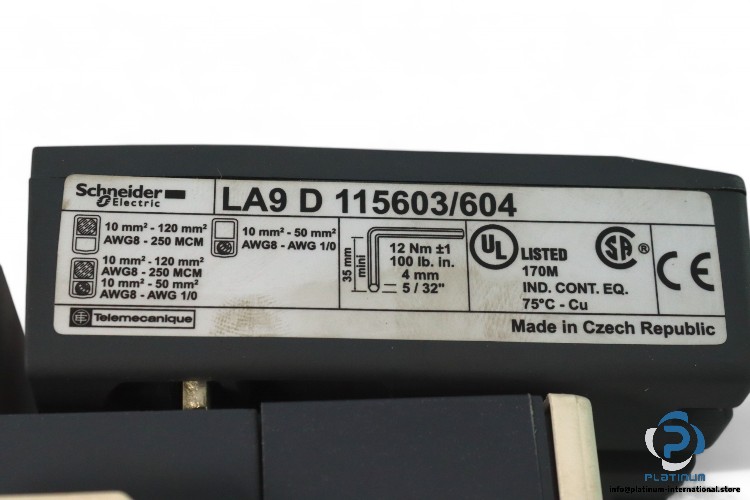 Schneider
Electric
LA9 D 115603/604
10 mm² - 120 mm²
AWG8 - 250 MCM
10 mm² - 50 mm²
AWG8 - AWG 1/0
10 mm² - 120 mm²
AWG8 - 250 MCM
10 mm² - 50 mm²
AWG8 - AWG 1/0
35 mm
mini
12 Nm ±1
100 lb. in.
4 mm
5 / 32"
UL
LISTED
170M
IND. CONT. EQ.
75°C - Cu
SA
®
CE
Telemecanique
Made in Czech Republic
PLATINUM
info@platinum-international.store